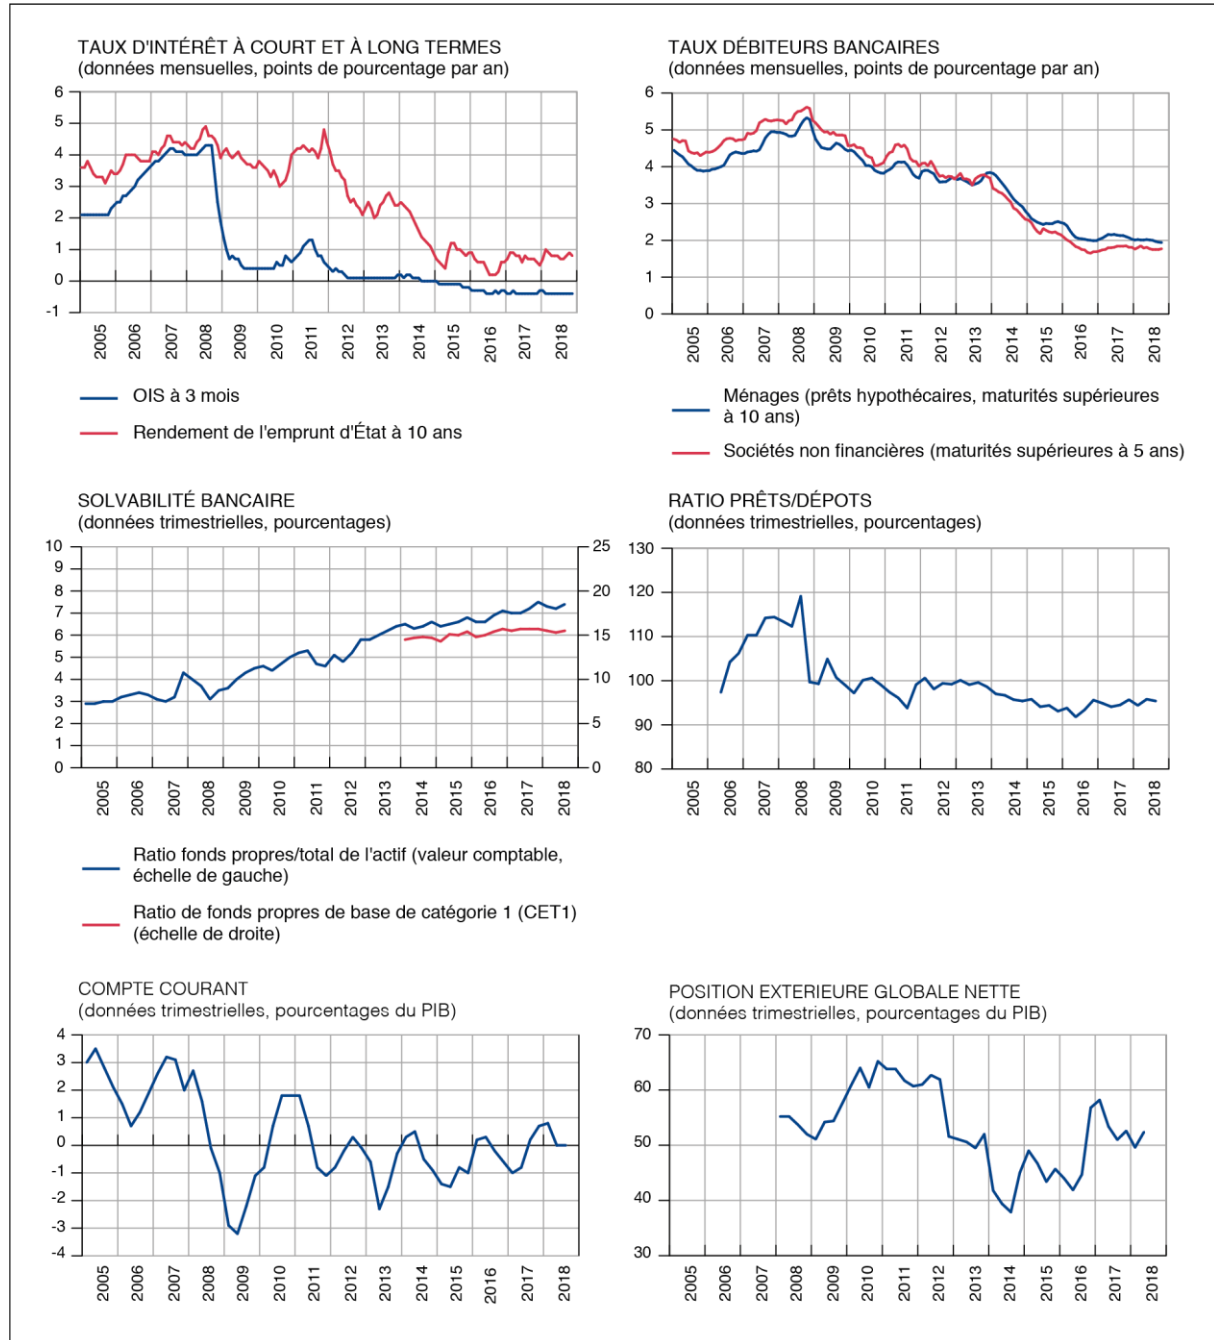 TAUX D'INTÉRÊT À COURT ET À LONG TERMES
(données mensuelles, points de pourcentage par an)
6
5
4
3
2
1
0
-1
2005 2006 2007 2008 2009 2010 2011 2012 2013 2014 2015 2016 2017 2018
OIS à 3 mois
Rendement de l'emprunt d'État à 10 ans
TAUX DÉBITEURS BANCAIRES
(données mensuelles, points de pourcentage par an)
6
5
4
3
2
1
0
2005 2006 2007 2008 2009 2010 2011 2012 2013 2014 2015 2016 2017 2018
Ménages (prêts hypothécaires, maturités supérieures
à 10 ans)
Sociétés non financières (maturités supérieures à 5 ans)
SOLVABILITÉ BANCAIRE
(données trimestrielles, pourcentages)
10
9
8
7
6
5
4
3
2
1
0
25
20
15
10
5
0
2005 2006 2007 2008 2009 2010 2011 2012 2013 2014 2015 2016 2017 2018
Ratio fonds propres/total de l'actif (valeur comptable,
échelle de gauche)
Ratio de fonds propres de base de catégorie 1 (CET1)
(échelle de droite)
RATIO PRÊTS/DÉPOTS
(données trimestrielles, pourcentages)
130
120
110
100
90
80
2005 2006 2007 2008 2009 2010 2011 2012 2013 2014 2015 2016 2017 2018
COMPTE COURANT
(données trimestrielles, pourcentages du PIB)
4
3
2
1
0
-1
-2
-3
-4
2005 2006 2007 2008 2009 2010 2011 2012 2013 2014 2015 2016 2017 2018
POSITION EXTERIEURE GLOBALE NETTE
(données trimestrielles, pourcentages du PIB)
70
60
50
40
30
2005 2006 2007 2008 2009 2010 2011 2012 2013 2014 2015 2016 2017 2018